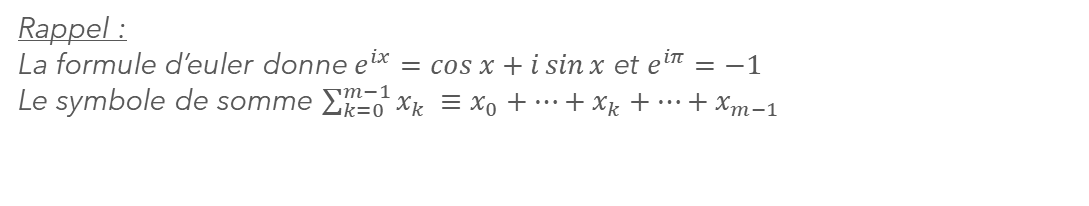 Rappel :
La formule d’euler donne e^{ix} = cos x + i sin x et e^{iπ} = −1
Le symbole de somme ∑_{k=0}^{m−1} x_k ≡ x_0 + ⋯ + x_k + ⋯ + x_{m−1}